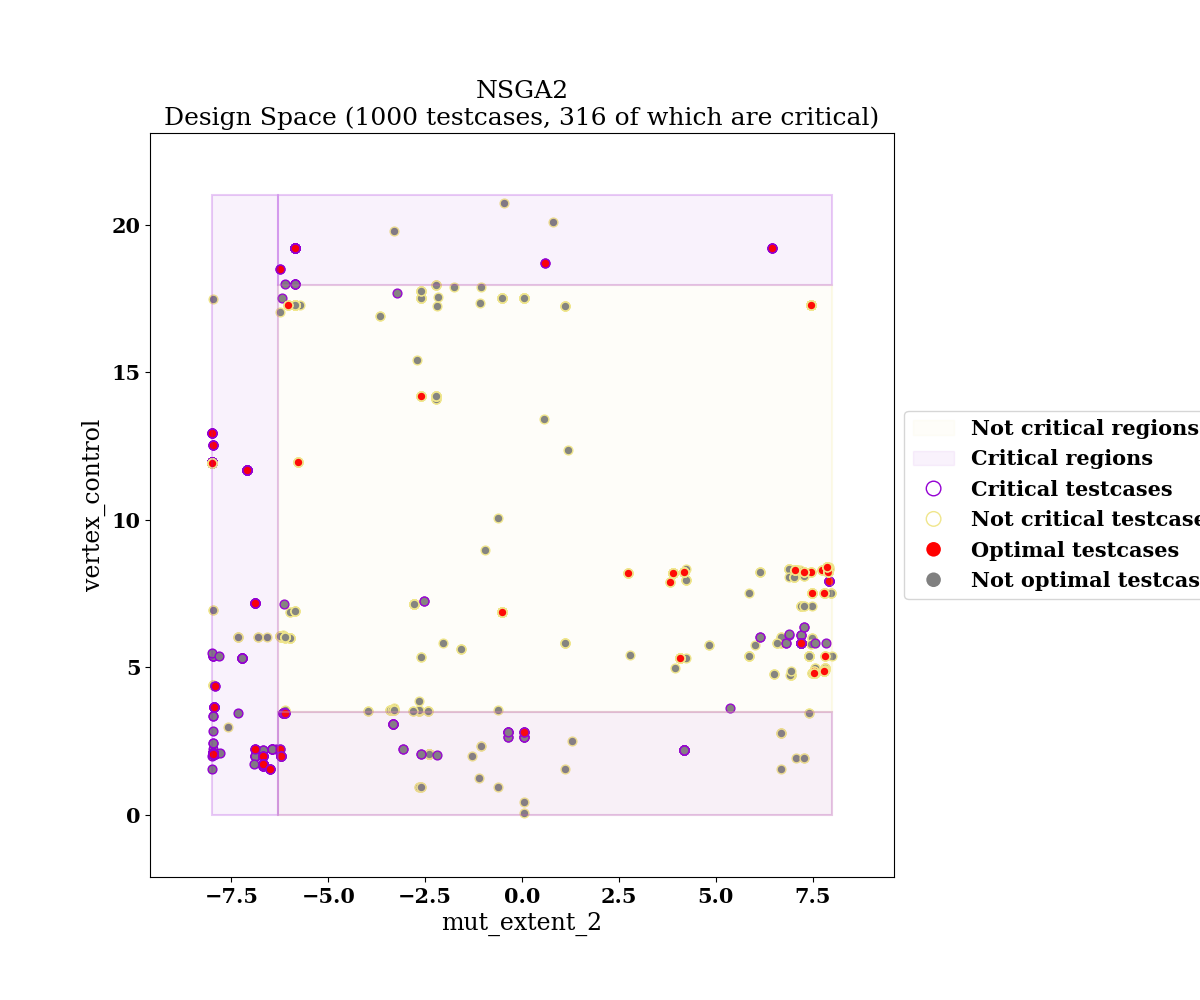 NSGA2
Design Space (1000 testcases, 316 of which are critical)
20
15
10
5
0
vertex_control
−7.5 −5.0 −2.5 0.0 2.5 5.0 7.5
mut_extent_2
Not critical regions
Critical regions
Critical testcases
Not critical testcase
Optimal testcases
Not optimal testcas